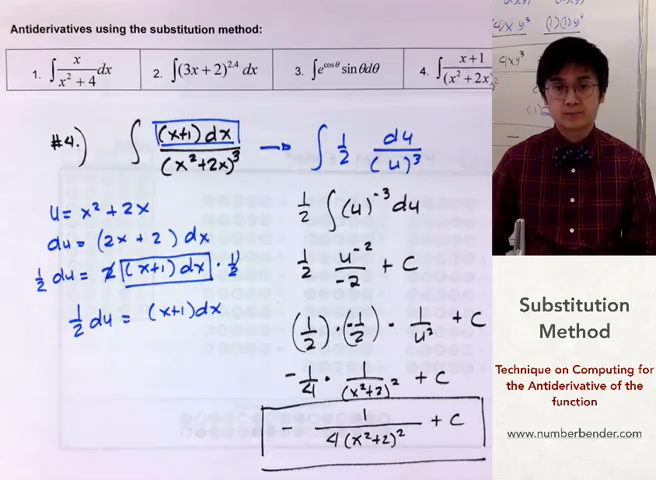 Antiderivatives using the substitution method:
1. ∫ x/(x² + 4) dx 2. ∫(3x + 2)^2.4 dx 3. ∫e^cosθ sin θdθ 4. ∫ (x + 1)/(x² + 2x)
#4.) ∫ (x+1) dx/(x²+2x)³ → ∫ 1/2 du/(u)³
1/2 ∫ (u)⁻³ du
u = x² + 2x
du = (2x + 2) dx
1/2 du = 2 (x+1) dx · 1/2
1/2 du = (x+1) dx
1/2 u⁻²/-2 + C
(1/2) · (-1/2) · 1/u² + C
-1/4 · 1/(x²+2)² + C
- 1/4(x²+2)² + C
4xy³
Substitution
Method
Technique on Computing for
the Antiderivative of the
function
www.numberbender.com